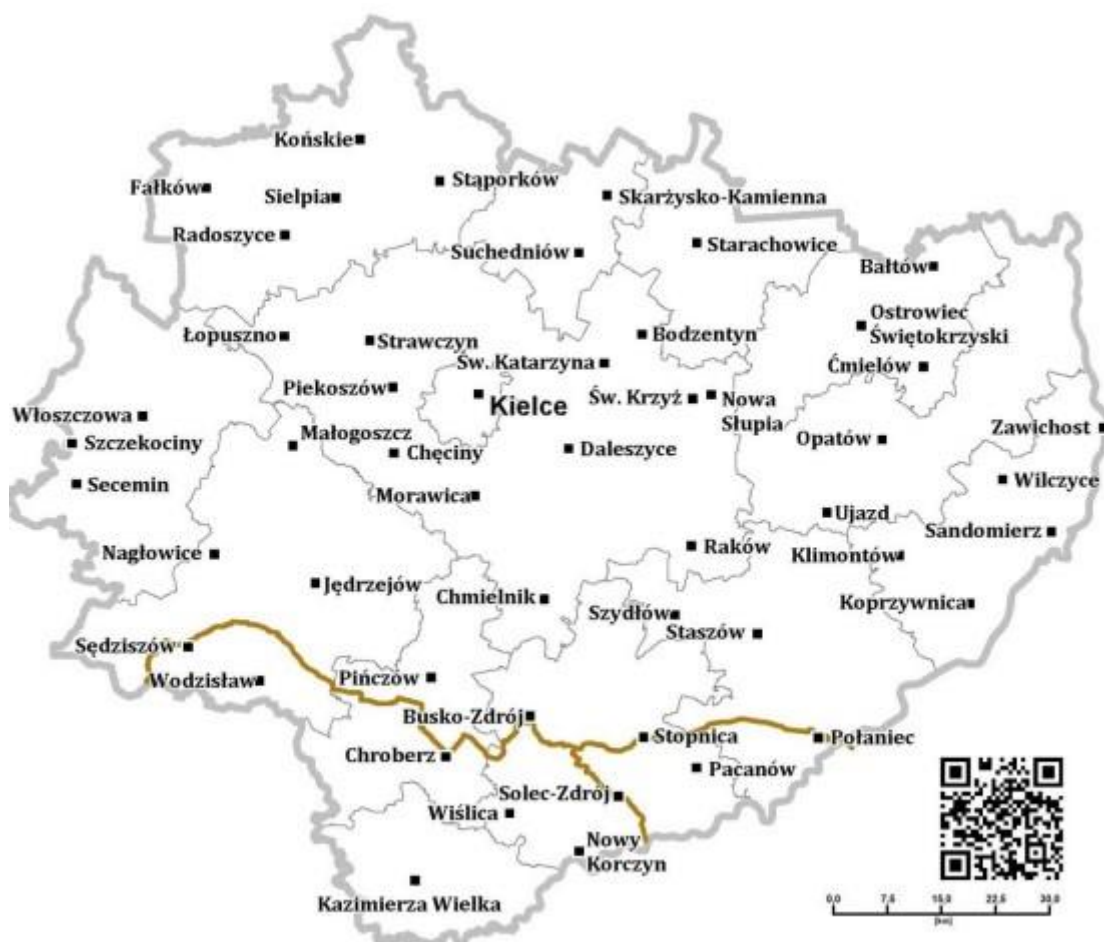 Końskie
Fałków
Sielpia
Stąporków
Skarżysko-Kamienna
Radoszyce
Suchedniów
Starachowice
Bałtów
Łopuszno
Strawczyn
Bodzentyn
Ostrowiec
Świętokrzyski
Św. Katarzyna
Ćmielów
Piekoszów
Kielce
Św. Krzyż
Nowa
Słupia
Włoszczowa
Szczekociny
Małogoszcz
Chęciny
Daleszyce
Opatów
Zawichost
Secemin
Morawica
Wilczyce
Ujazd
Sandomierz
Nagłowice
Raków
Klimontów
Jędrzejów
Chmielnik
Szydłów
Koprzywnica
Staszów
Sędziszów
Wodzisław
Pińczów
Busko-Zdrój
Stopnica
Połaniec
Chroberz
Pacanów
Solec-Zdrój
Wiślica
Nowy
Korczyn
Kazimierza Wielka
0,0 7,5 15,0 22,5 30,0
[km]